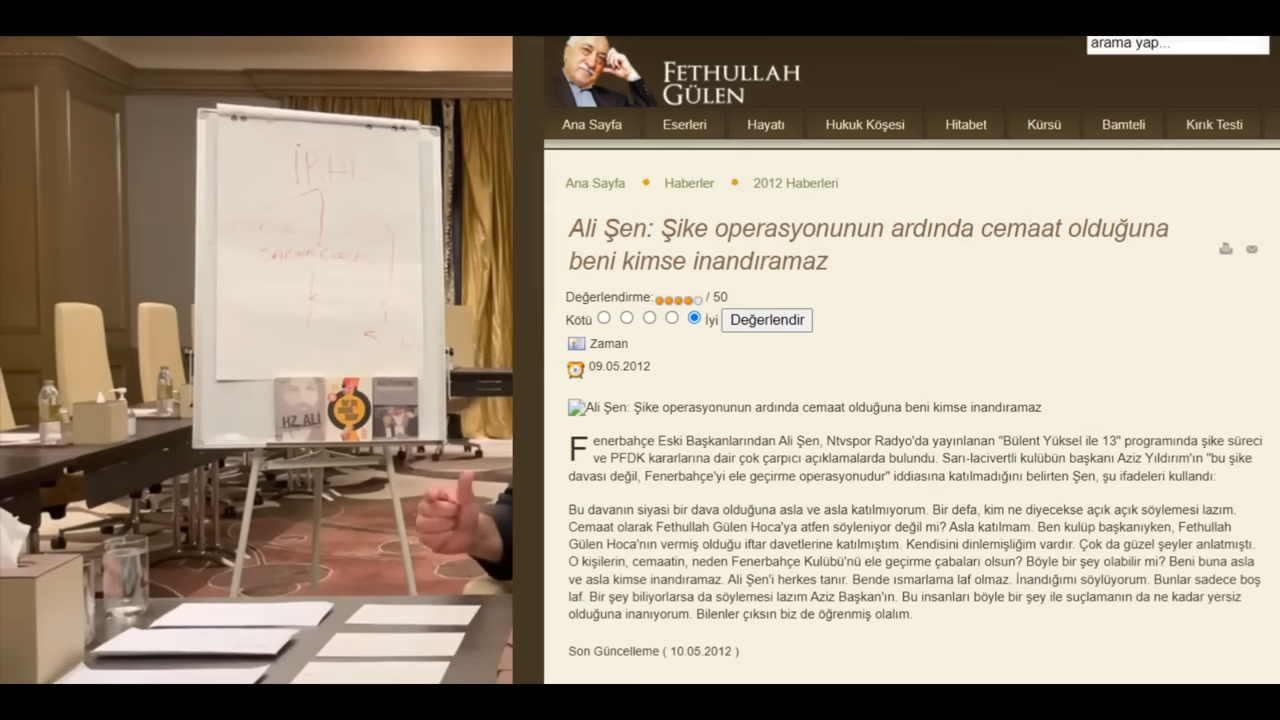 İRAN
HZ. ALİ
arama yap...
FETHULLAH
GÜLEN
Ana Sayfa Eserleri Hayatı Hukuk Köşesi Hitabet Kürsü Bamteli Kırık Testi
Ana Sayfa Haberler 2012 Haberleri
Ali Şen: Şike operasyonunun ardında cemaat olduğuna
beni kimse inandıramaz
Değerlendirme: / 50
Kötü İyi Değerlendir
Zaman
09.05.2012
Ali Şen: Şike operasyonunun ardında cemaat olduğuna beni kimse inandıramaz
Fenerbahçe Eski Başkanlarından Ali Şen, Ntvspor Radyo'da yayınlanan "Bülent Yüksel ile 13" programında şike süreci
ve PFDK kararlarına dair çok çarpıcı açıklamalarda bulundu. Sarı-lacivertli kulübün başkanı Aziz Yıldırım'ın "bu şike
davası değil, Fenerbahçe'yi ele geçirme operasyonudur" iddiasına katılmadığını belirten Şen, şu ifadeleri kullandı:
Bu davanın siyasi bir dava olduğuna asla ve asla katılmıyorum. Bir defa, kim ne diyecekse açık açık söylemesi lazım.
Cemaat olarak Fethullah Gülen Hoca'ya atfen söyleniyor değil mi? Asla katılmam. Ben kulüp başkanıyken, Fethullah
Gülen Hoca'nın vermiş olduğu iftar davetlerine katılmıştım. Kendisini dinlemişliğim vardır. Çok da güzel şeyler anlatmıştı.
O kişilerin, cemaatin, neden Fenerbahçe Kulübü'nü ele geçirme çabaları olsun? Böyle bir şey olabilir mi? Beni buna asla
ve asla kimse inandıramaz. Ali Şen'i herkes tanır. Bende ısmarlama laf olmaz. İnandığımı söylüyorum. Bunlar sadece boş
laf. Bir şey biliyorlarsa da söylemesi lazım Aziz Başkan'ın. Bu insanları böyle bir şey ile suçlamanın da ne kadar yersiz
olduğuna inanıyorum. Bilenler çıksın biz de öğrenmiş olalım.
Son Güncelleme ( 10.05.2012 )